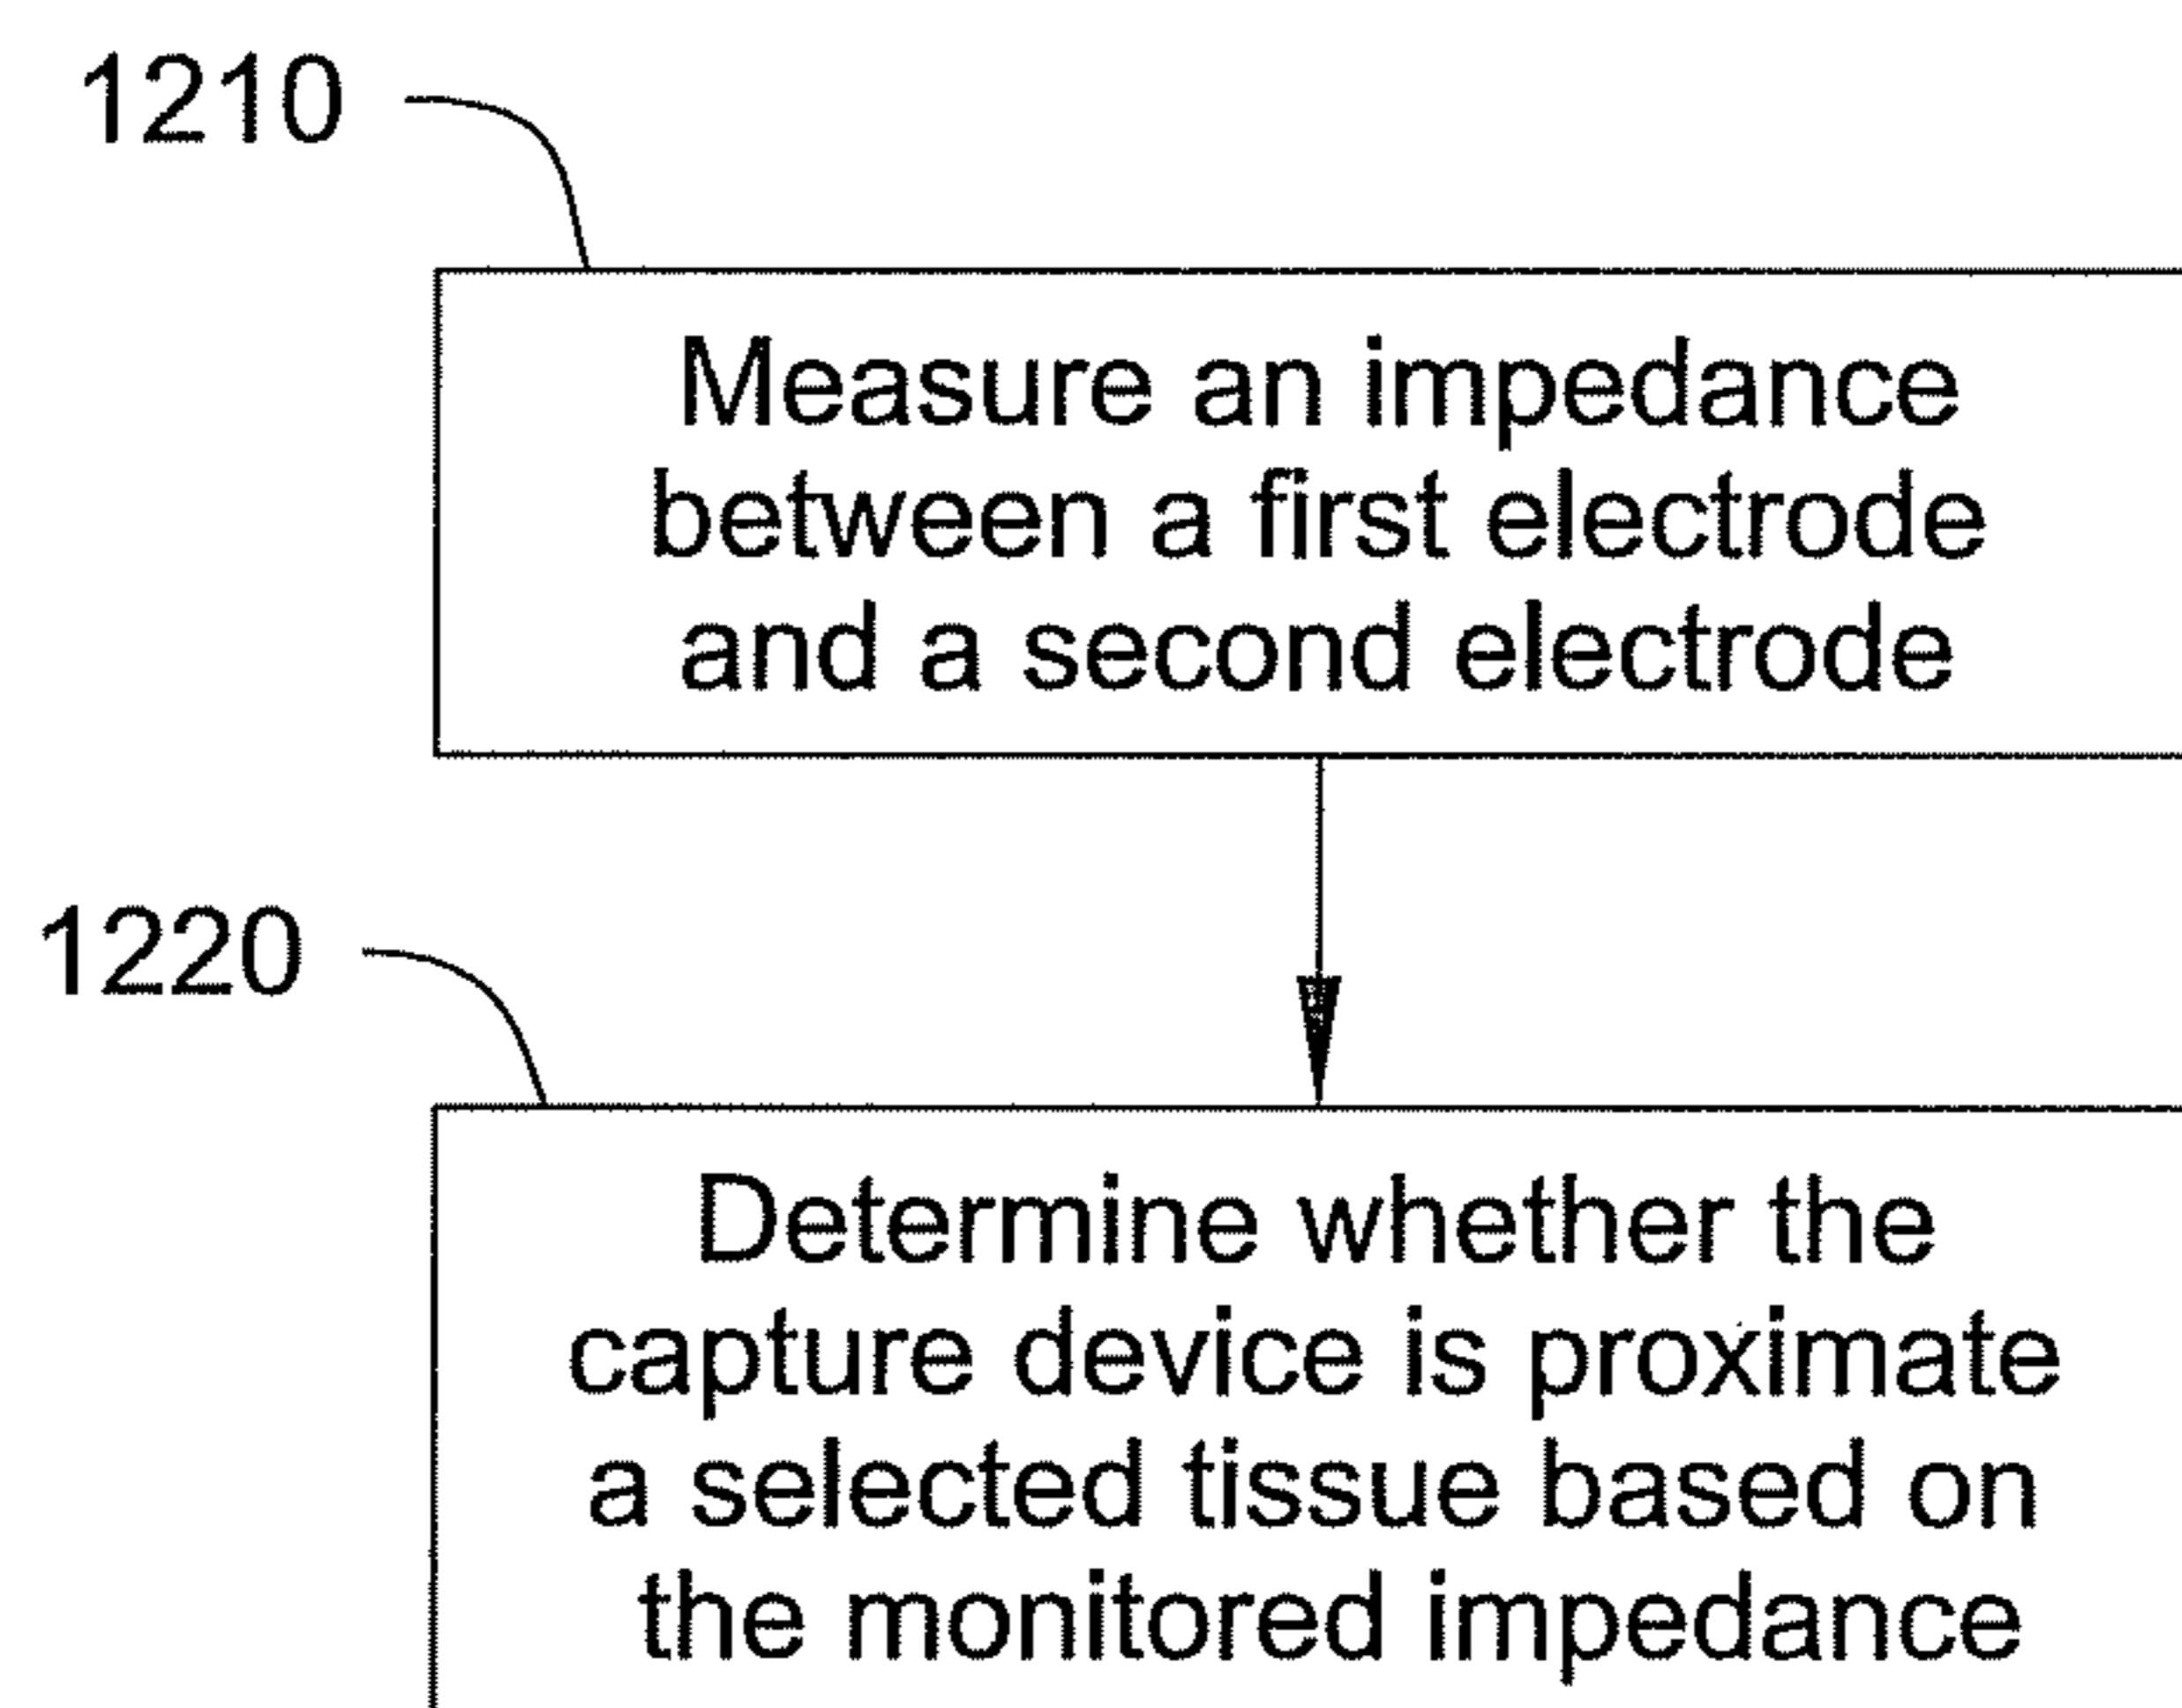 1210
Measure an impedance
between a first electrode
and a second electrode
1220
Determine whether the
capture device is proximate
a selected tissue based on
the monitored impedance